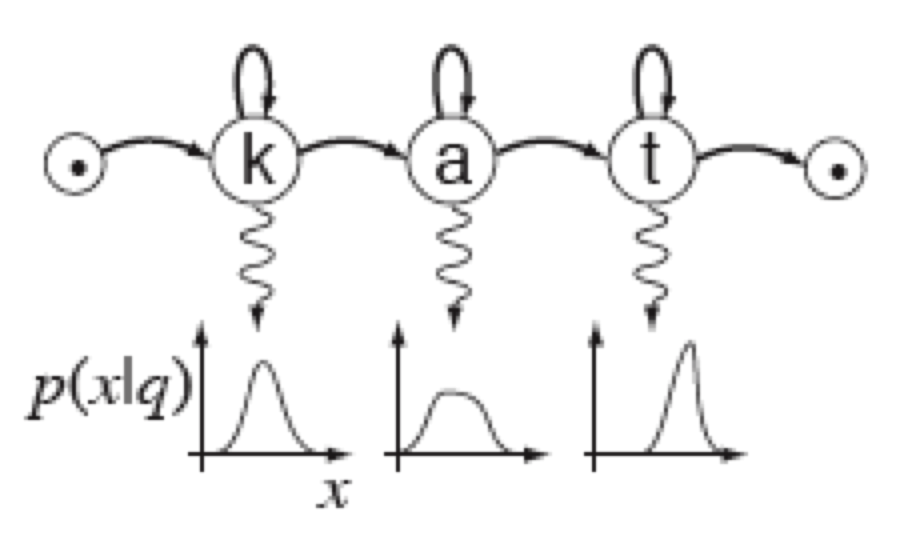 k a t
p(x|q)
x